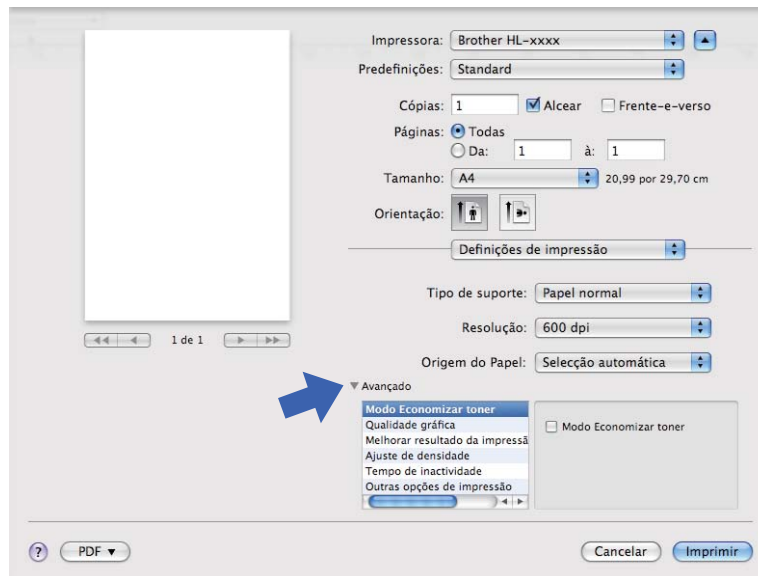 Impressora: Brother HL-xxxx
Predefinições: Standard
Cópias: 1 Alcear Frente-e-verso
Páginas: Todas
Da: 1 à: 1
Tamanho: A4 20,99 por 29,70 cm
Orientação:
Definições de impressão
Tipo de suporte: Papel normal
Resolução: 600 dpi
Origem do Papel: Selecção automática
1 de 1
Avançado
Modo Economizar toner
Qualidade gráfica
Melhorar resultado da impressã
Ajuste de densidade
Tempo de inactividade
Outras opções de impressão
Modo Economizar toner
? PDF
Cancelar Imprimir